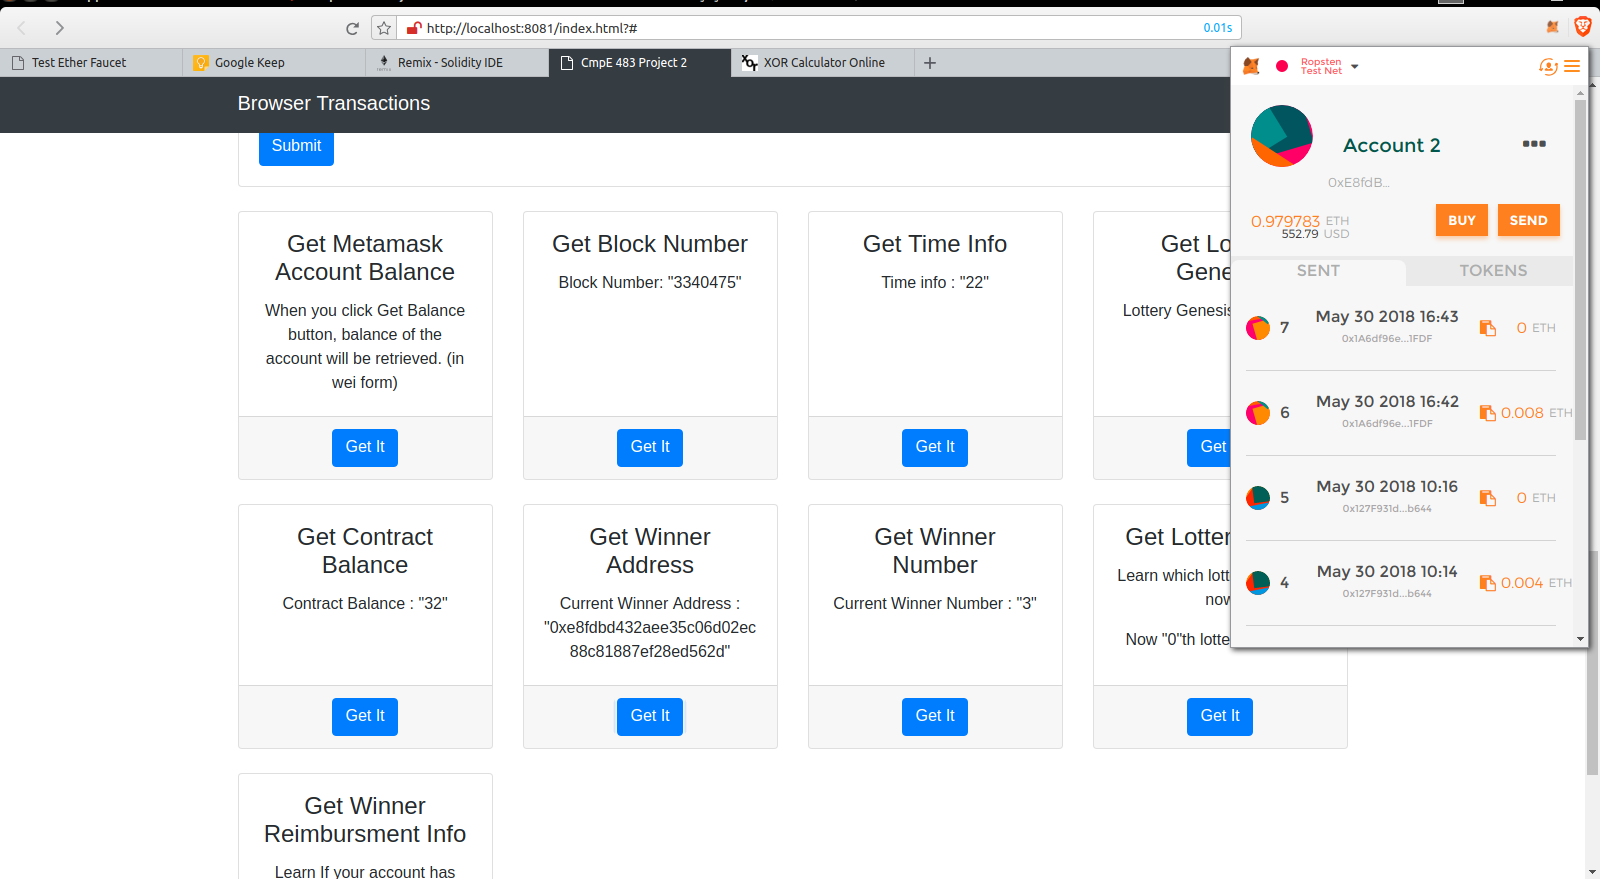 http://localhost:8081/index.html?#
0.01s
Test Ether Faucet
Google Keep
Remix - Solidity IDE
CmpE 483 Project 2
XOR Calculator Online
Browser Transactions
Submit
Get Metamask
Account Balance
When you click Get Balance
button, balance of the
account will be retrieved. (in
wei form)
Get It
Get Block Number
Block Number: "3340475"
Get It
Get Time Info
Time info : "22"
Get It
Get Lo
Gene
Lottery Genesis
Get
Get Contract
Balance
Contract Balance : "32"
Get It
Get Winner
Address
Current Winner Address :
"0xe8fdbd432aee35c06d02ec
88c81887ef28ed562d"
Get It
Get Winner
Number
Current Winner Number : "3"
Get It
Get Lotter
Learn which lott
now
Now "0"th lotte
Get It
Get Winner
Reimbursment Info
Learn If your account has
Ropsten
Test Net
Account 2
0xE8fdB...
0.979783 ETH
552.79 USD
BUY
SEND
SENT
TOKENS
7 May 30 2018 16:43 0 ETH
0x1A6df96e...1FDF
6 May 30 2018 16:42 0.008 ETH
0x1A6df96e...1FDF
5 May 30 2018 10:16 0 ETH
0x127F931d...b644
4 May 30 2018 10:14 0.004 ETH
0x127F931d...b644